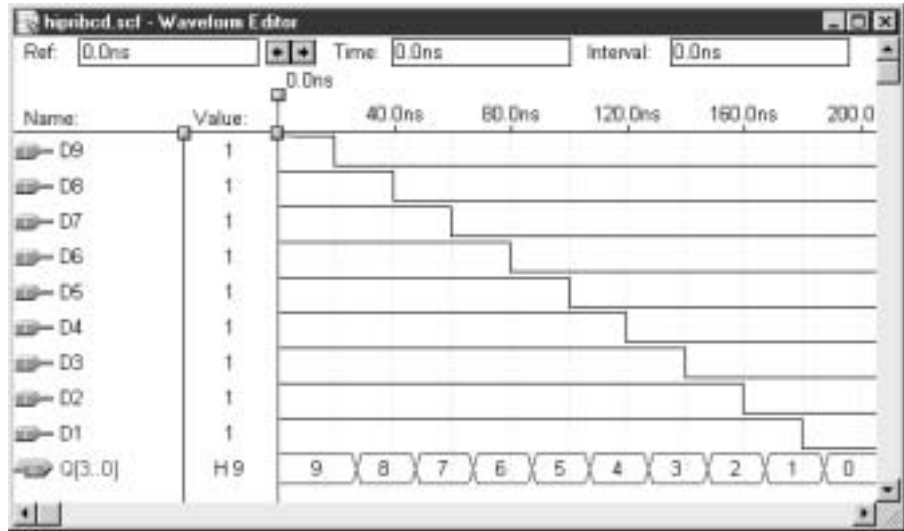 hipribcd.scf - Waveform Editor
Ref: 0.0ns Time: 0.0ns Interval: 0.0ns
0.0ns
Name: Value: 40.0ns 80.0ns 120.0ns 160.0ns 200.0
D9 1
D8 1
D7 1
D6 1
D5 1
D4 1
D3 1
D2 1
D1 1
Q[3..0] H 9 9 8 7 6 5 4 3 2 1 0